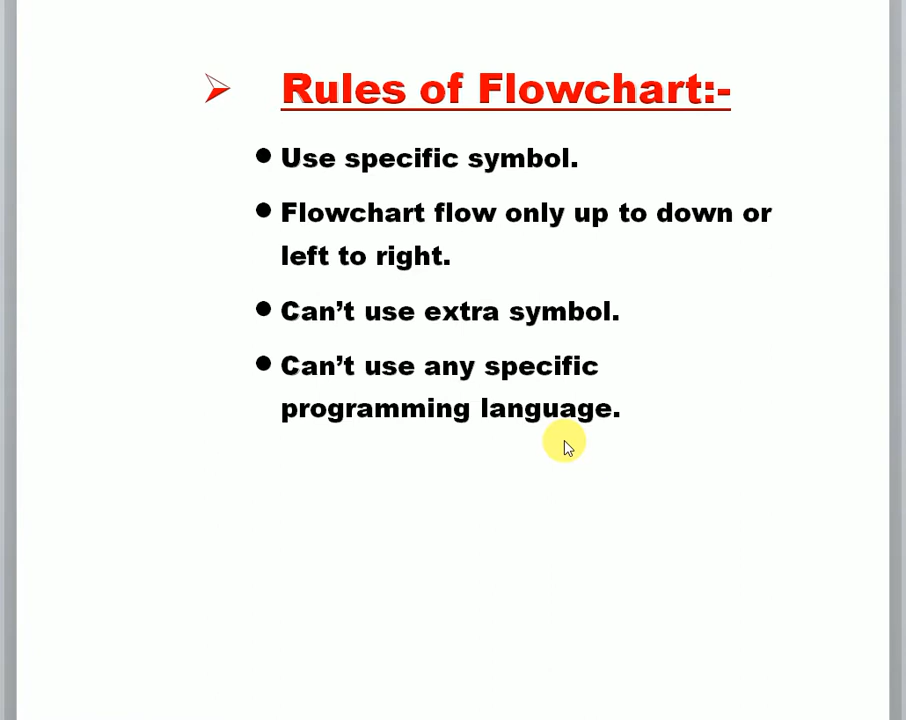 Rules of Flowchart:-
Use specific symbol.
Flowchart flow only up to down or
left to right.
Can’t use extra symbol.
Can’t use any specific
programming language.